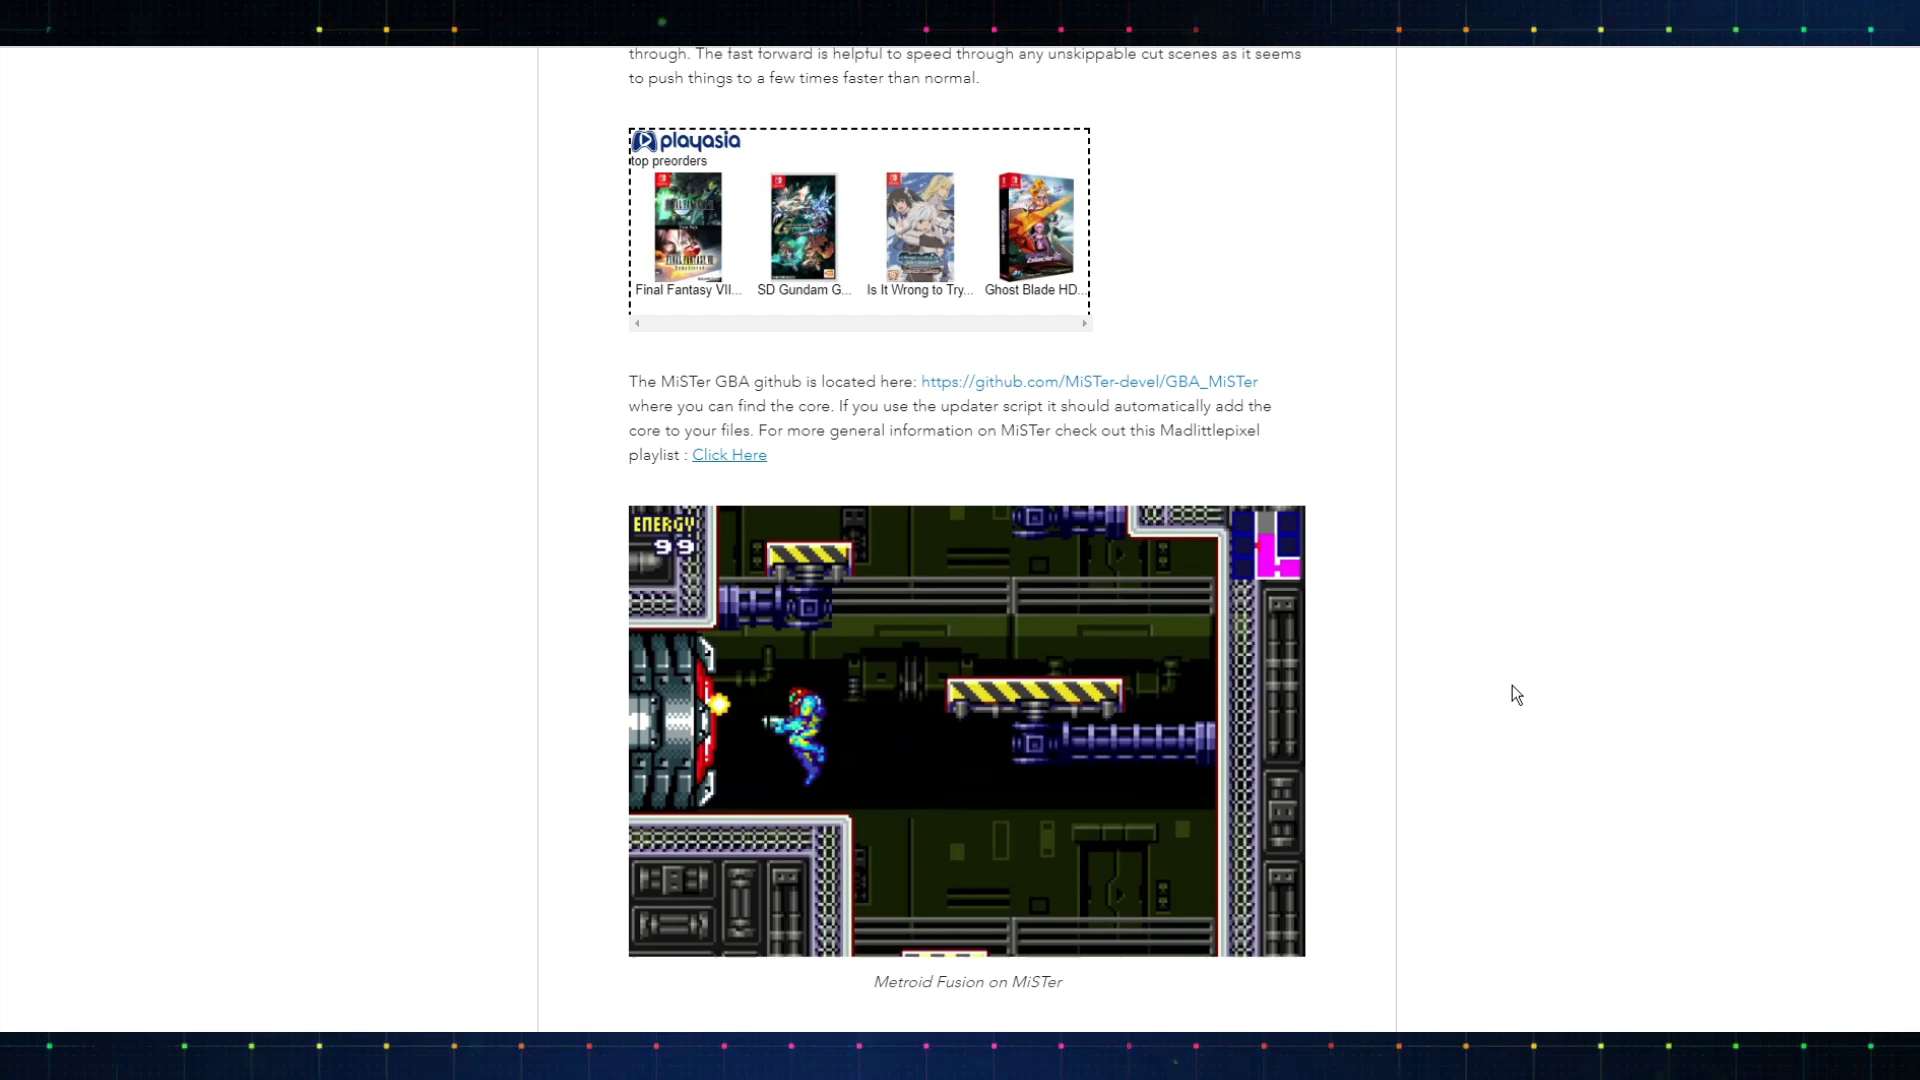 through. The fast forward is helpful to speed through any unskippable cut scenes as it seems
to push things to a few times faster than normal.
playasia
top preorders
Final Fantasy VII...
SD Gundam G...
Is It Wrong to Try...
Ghost Blade HD...
The MiSTer GBA github is located here: https://github.com/MiSTer-devel/GBA_MiSTer
where you can find the core. If you use the updater script it should automatically add the
core to your files. For more general information on MiSTer check out this Madlittlepixel
playlist : Click Here
ENERGY
99
Metroid Fusion on MiSTer